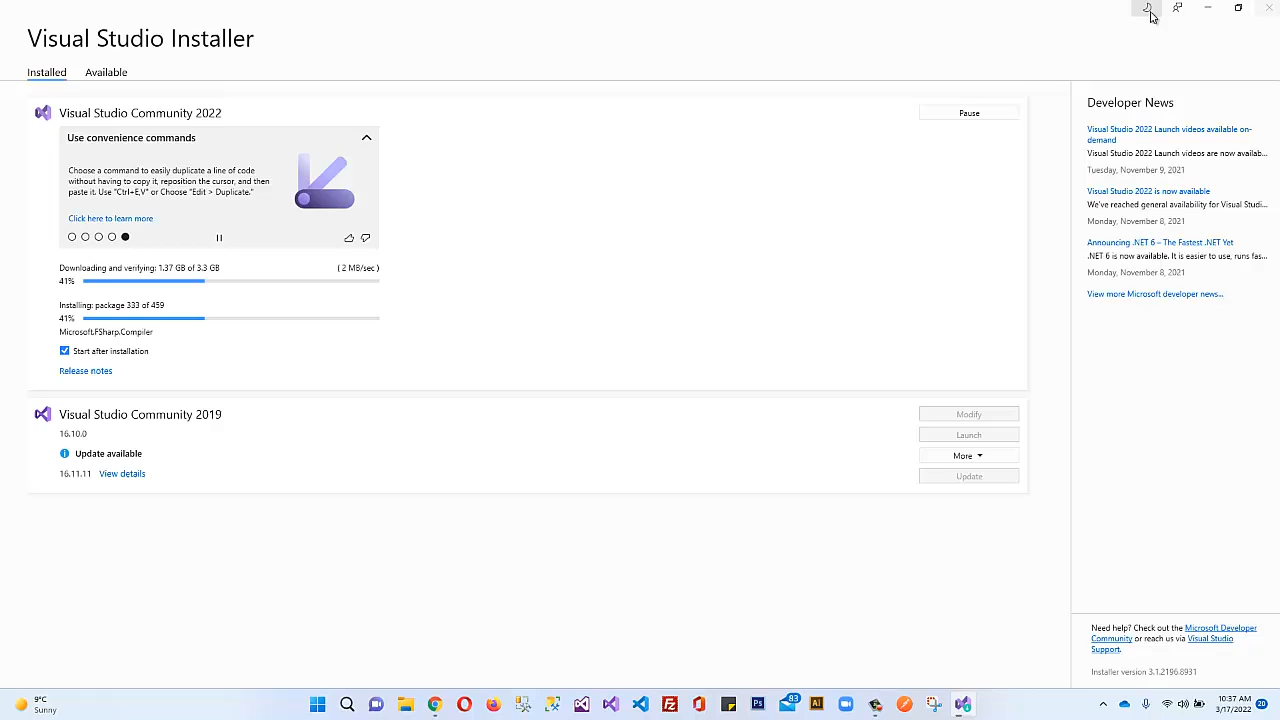 Visual Studio Installer
Installed
Available
Visual Studio Community 2022
Pause
Use convenience commands
Choose a command to easily duplicate a line of code
without having to copy it, reposition the cursor, and then
paste it. Use "Ctrl+E,V" or Choose "Edit > Duplicate."
Click here to learn more
Downloading and verifying: 1.37 GB of 3.3 GB
( 2 MB/sec )
41%
Installing: package 333 of 459
41%
Microsoft.FSharp.Compiler
Start after installation
Release notes
Visual Studio Community 2019
16.10.0
Update available
16.11.11 View details
Modify
Launch
More
Update
Developer News
Visual Studio 2022 Launch videos available on-
demand
Visual Studio 2022 Launch videos are now availab...
Tuesday, November 9, 2021
Visual Studio 2022 is now available
We've reached general availability for Visual Studi...
Monday, November 8, 2021
Announcing .NET 6 – The Fastest .NET Yet
.NET 6 is now available. It is easier to use, runs fas...
Monday, November 8, 2021
View more Microsoft developer news...
Need help? Check out the Microsoft Developer
Community or reach us via Visual Studio
Support.
Installer version 3.1.2196.8931
9°C
Sunny
Fz
Ps
93
Ai
10:37 AM
3/17/2022
20